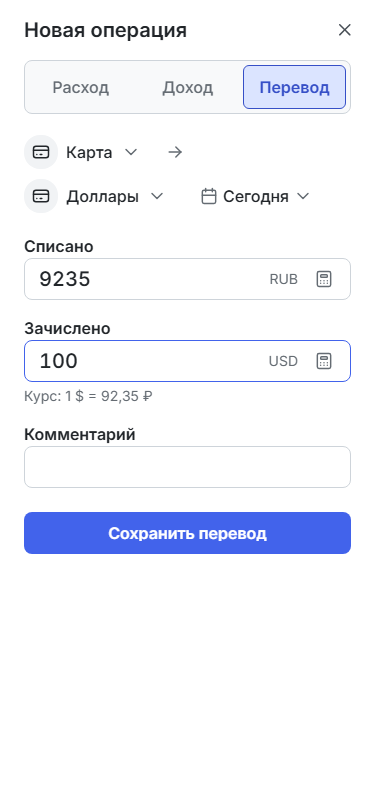 Новая операция
Расход Доход Перевод
Карта
Доллары Сегодня
Списано
9235 RUB
Зачислено
100 USD
Курс: 1 $ = 92,35 ₽
Комментарий
Сохранить перевод